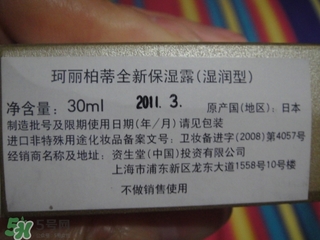 珂丽柏蒂全新保湿露(湿润型)
净含量: 30ml 2011.3. 原产国(地区): 日本
制造批号及限期使用日期(年/月)请见包装
进口非特殊用途化妆品备案文号: 卫妆备进字(2008)第4057号
经销商名称及地址: 资生堂(中国)投资有限公司
上海市浦东新区龙东大道1558号10号楼
不做销售使用